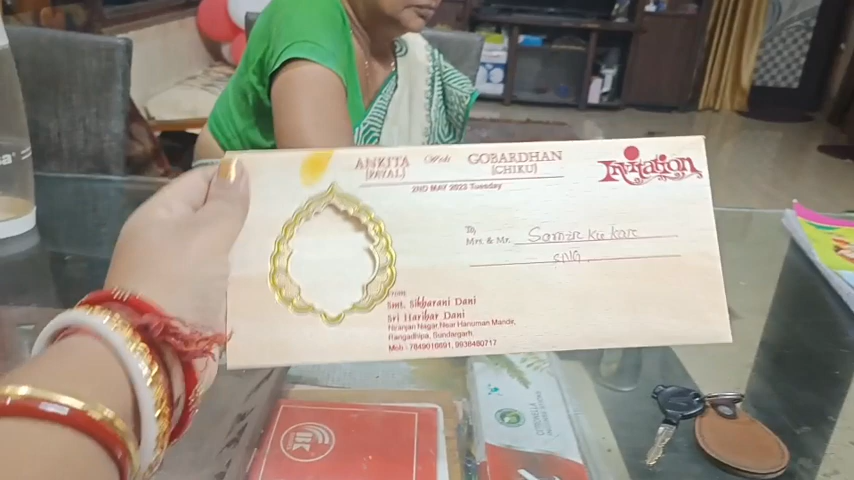 ANKITA Weds GOBARDHAN
(PAYAL) (CHIKU)
2ND MAY 2023 Tuesday
Invitation
To,
Mrs. & Mr. Samir Ku kar
SNG.
From:
Smt. Sikharani Dani
Sri Harihar Dani
Niranjan Nagar Near Hanuman Mandir,
Rangadhipa, Sundargarh.
Mob : 7849016691, 9938480717